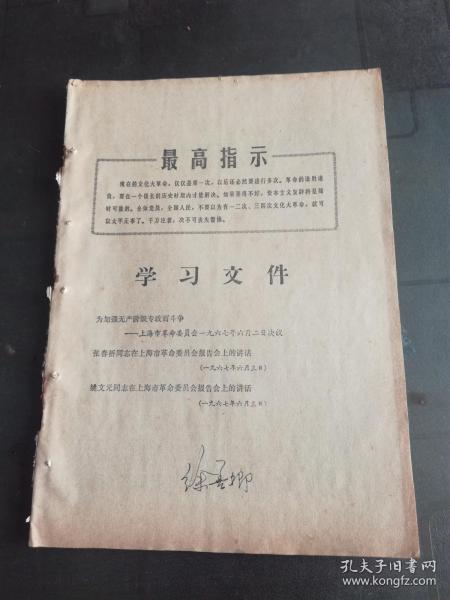 最高指示
现在的文化大革命,仅仅是第一次,以后还必然要进行多次。革命的谁胜谁
负,要在一个很长的历史时期内才能解决。如果弄得不好,资本主义复辟将是随
时可能的。全体党员,全国人民,不要以为有一二次、三四次文化大革命,就可
以太平无事了。千万注意,决不可丧失警惕。
学习文件
为加强无产阶级专政而斗争
——上海市革命委员会一九六七年六月二日决议
张春桥同志在上海市革命委员会报告会上的讲话
(一九六七年六月三日)
姚文元同志在上海市革命委员会报告会上的讲话
(一九六七年六月三日)
孔夫子旧书网
www.kongfz.com